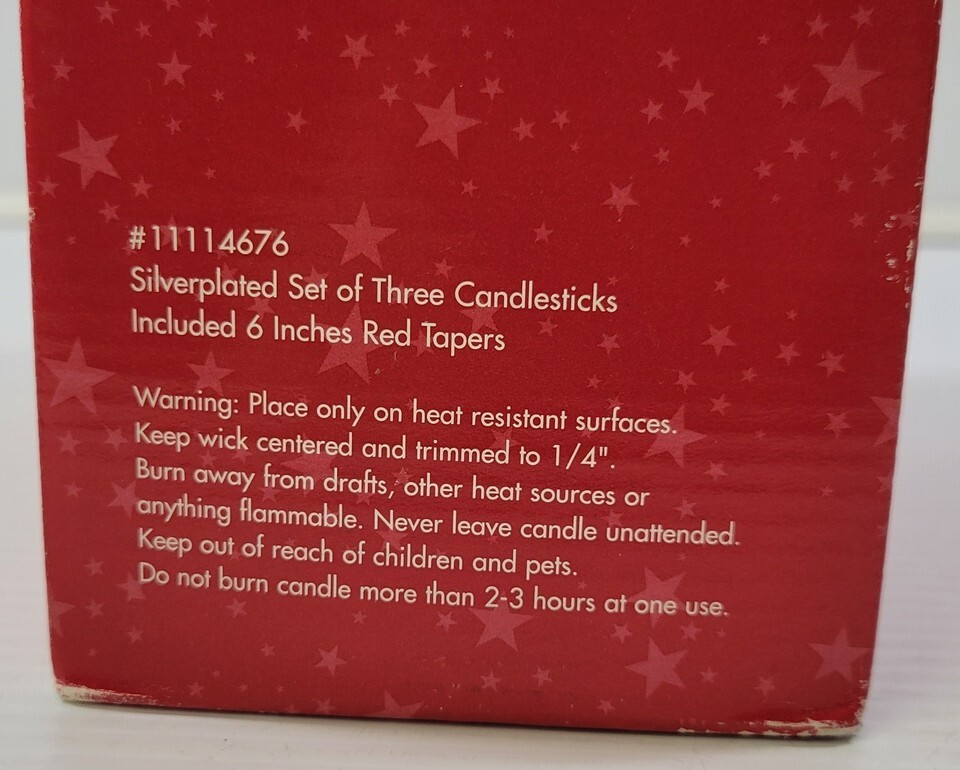 #11114676
Silverplated Set of Three Candlesticks
Included 6 Inches Red Tapers
Warning: Place only on heat resistant surfaces.
Keep wick centered and trimmed to 1/4".
Burn away from drafts, other heat sources or
anything flammable. Never leave candle unattended.
Keep out of reach of children and pets.
Do not burn candle more than 2-3 hours at one use.